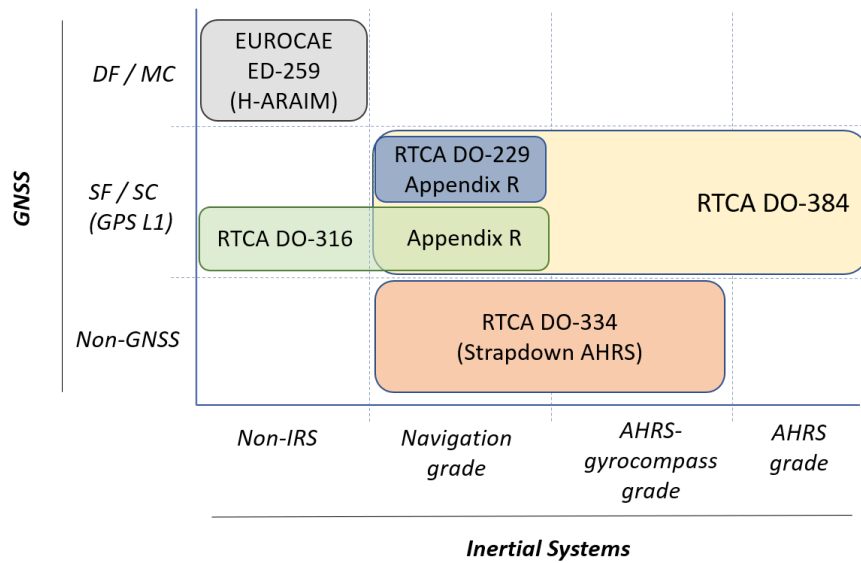 EUROCAE
ED-259
(H-ARAIM)
DF / MC
RTCA DO-229
Appendix R
RTCA DO-384
SF / SC
(GPS L1)
RTCA DO-316
Appendix R
GNSS
RTCA DO-334
(Strapdown AHRS)
Non-GNSS
Non-IRS
Navigation
grade
AHRS-
gyrocompass
grade
AHRS
grade
Inertial Systems